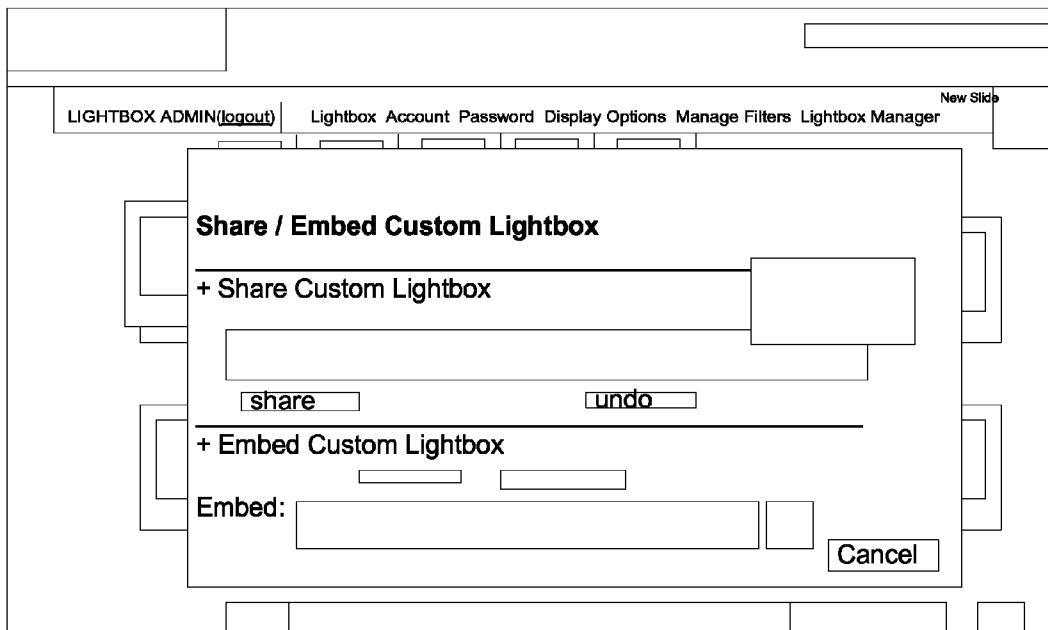 New Slide
LIGHTBOX ADMIN(logout) Lightbox Account Password Display Options Manage Filters Lightbox Manager
Share / Embed Custom Lightbox
+ Share Custom Lightbox
share undo
+ Embed Custom Lightbox
Embed:
Cancel